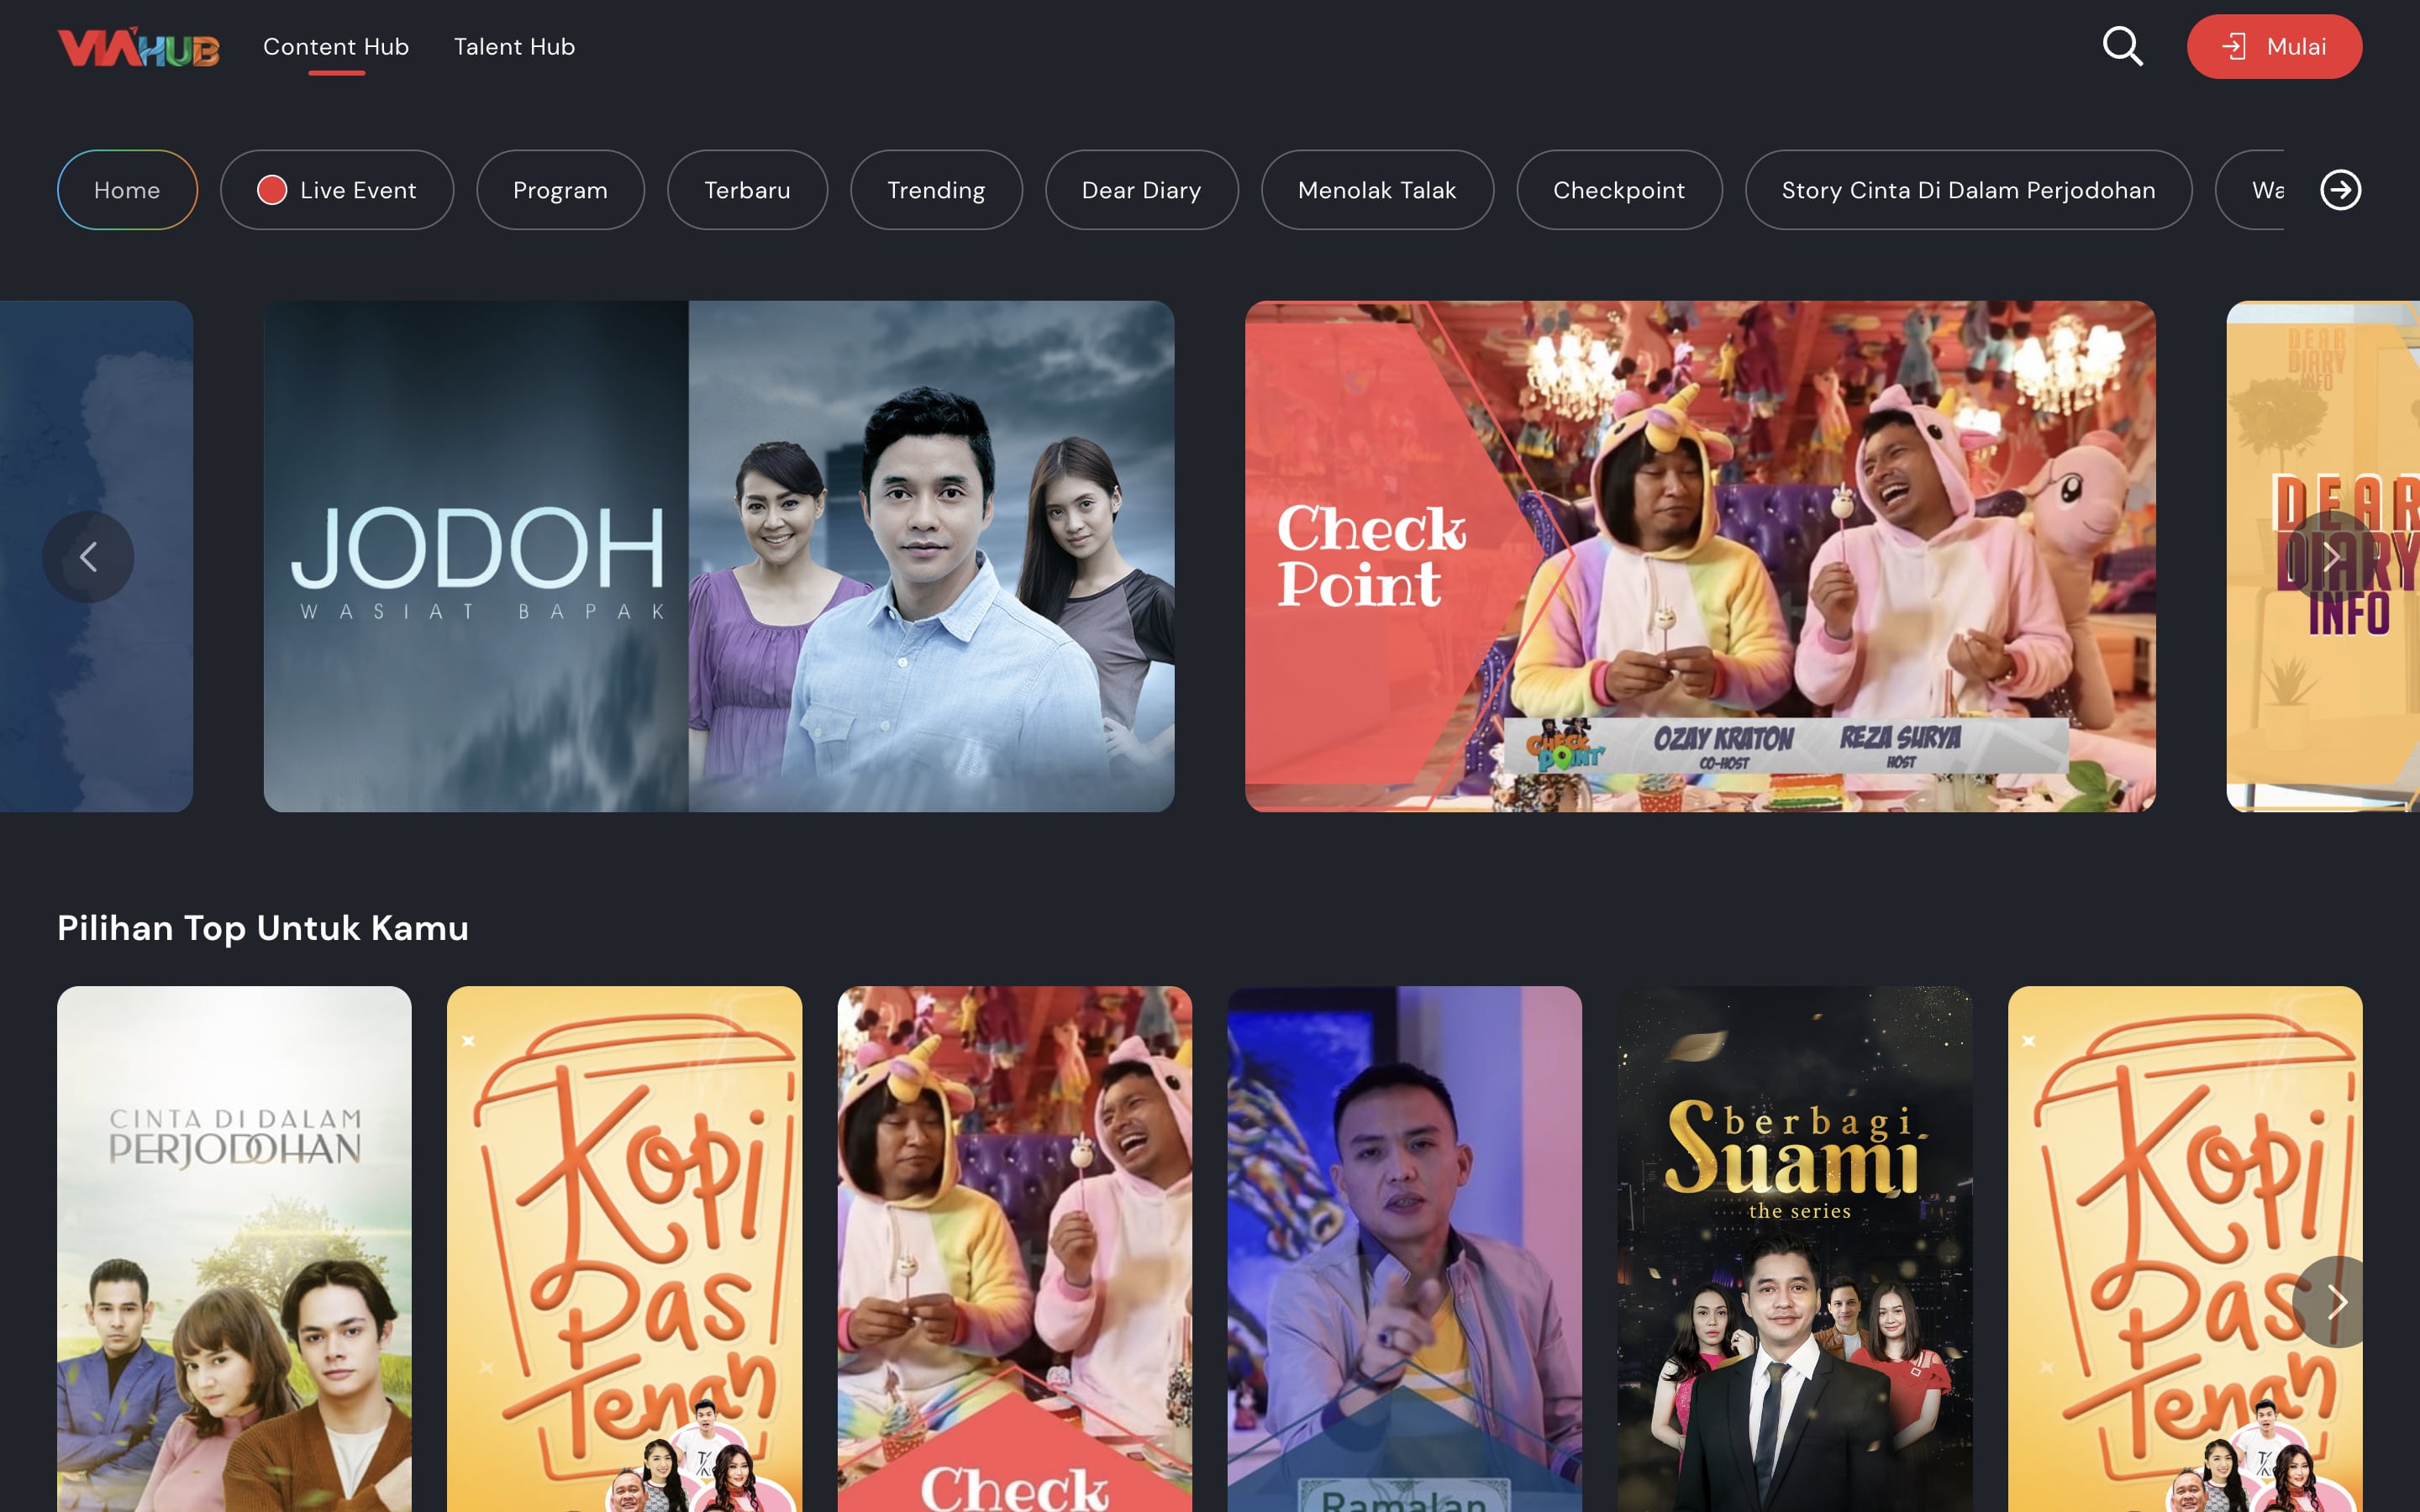 VIAHUB
Content Hub
Talent Hub
Mulai
Home
Live Event
Program
Terbaru
Trending
Dear Diary
Menolak Talak
Checkpoint
Story Cinta Di Dalam Perjodohan
JODOH
WASIAT BAPAK
Check
Point
CHECK
POINT
OZAY KRATON
CO-HOST
REZA SURYA
HOST
DEAR
DIARY
INFO
DEAR
DIARY
INFO
Pilihan Top Untuk Kamu
CINTA DI DALAM
PERJODOHAN
Kopi
Pas
Tenan
Check
Ramalan
berbagi
Suami
the series
Kopi
Pas
Tenan